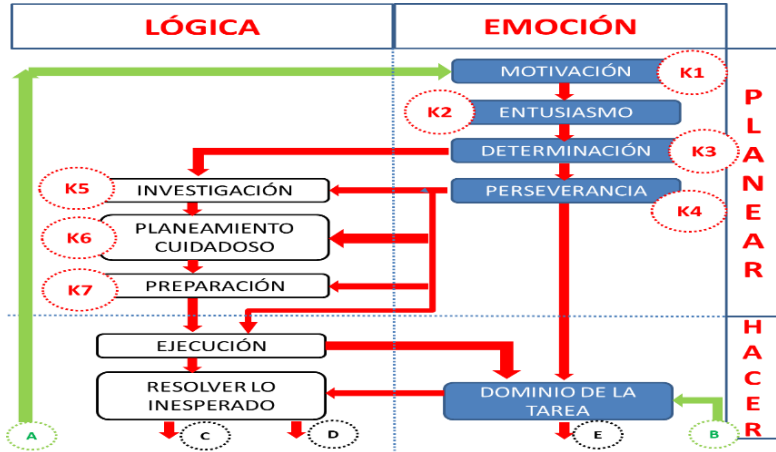 LÓGICA
EMOCIÓN
MOTIVACIÓN
K1
K2
ENTUSIASMO
DETERMINACIÓN
K3
K5
INVESTIGACIÓN
PERSEVERANCIA
K4
K6
PLANEAMIENTO
CUIDADOSO
K7
PREPARACIÓN
P
L
A
N
E
A
R
EJECUCIÓN
RESOLVER LO
INESPERADO
DOMINIO DE LA
TAREA
H
A
C
E
R
A
C
D
E
B